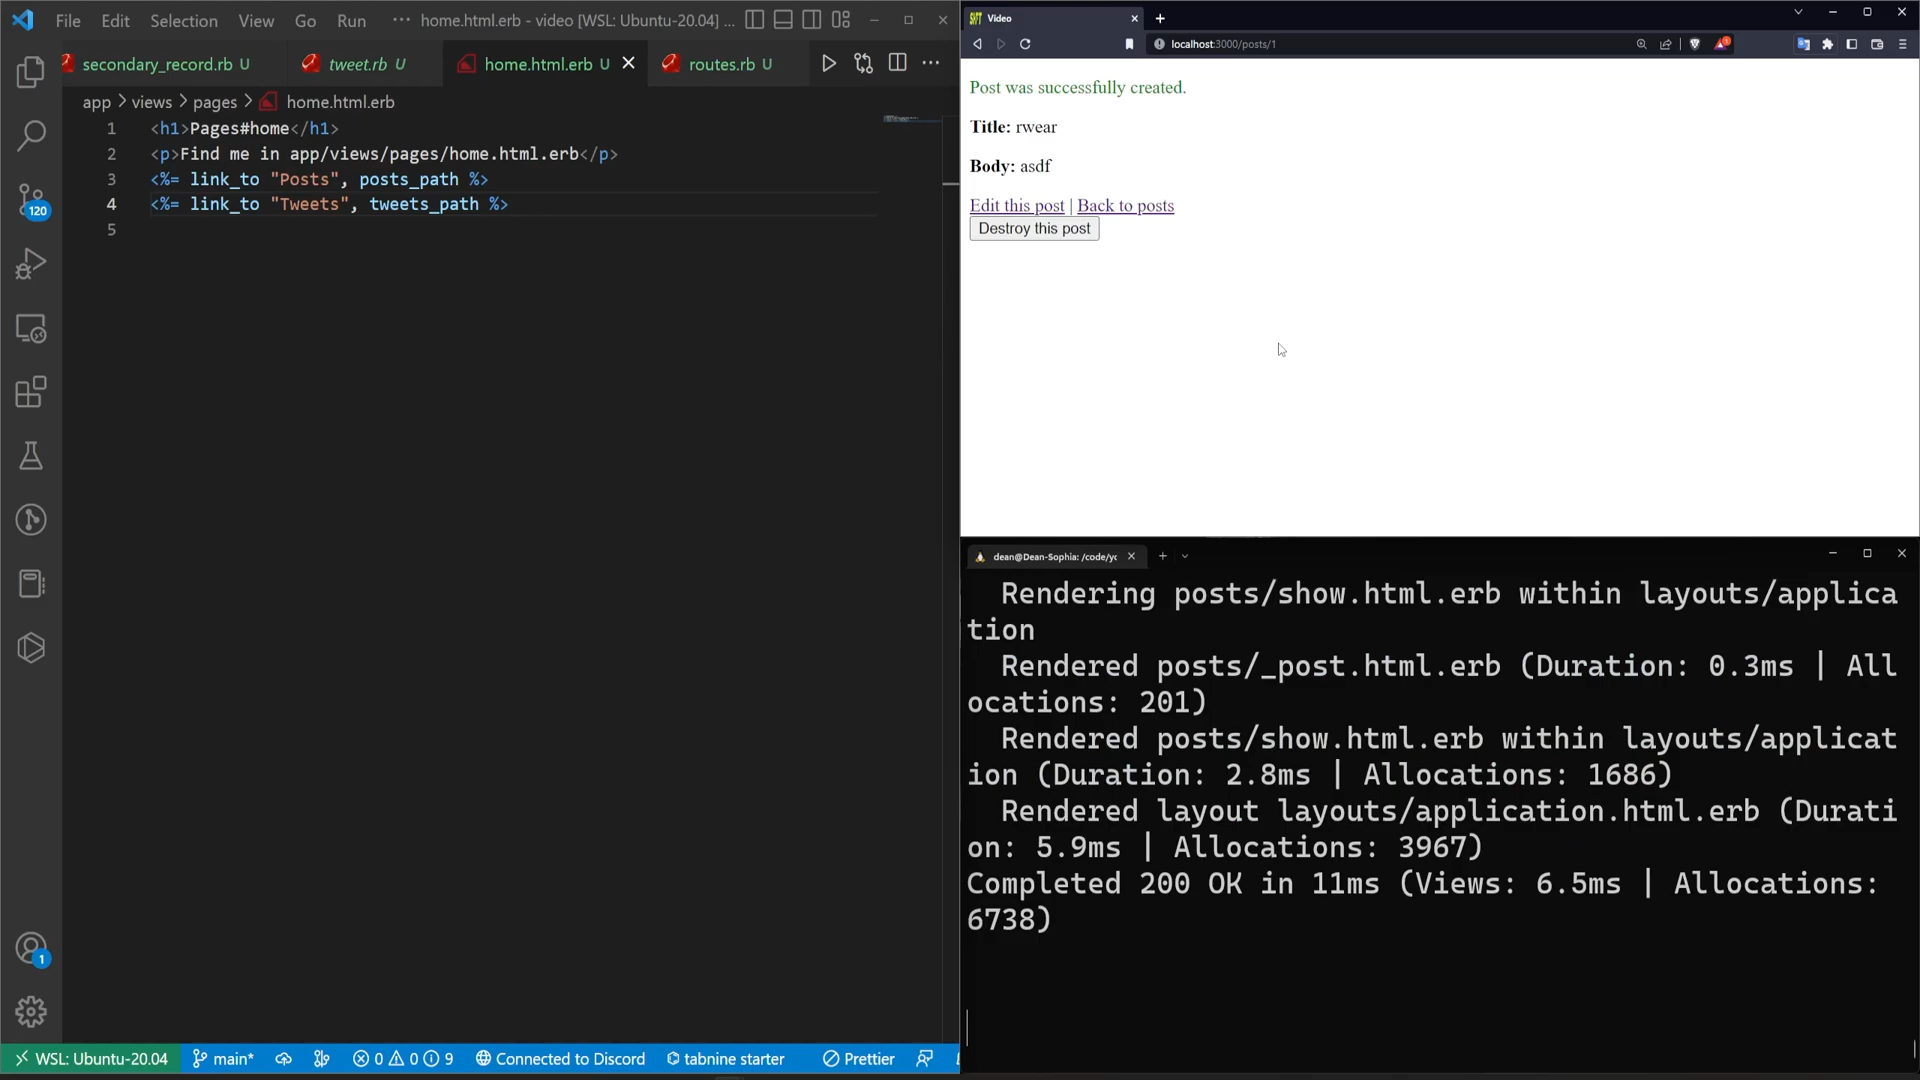 File Edit Selection View Go Run ··· home.html.erb - video [WSL: Ubuntu-20.04] ...
secondary_record.rb U tweet.rb U home.html.erb U routes.rb U
app > views > pages > home.html.erb
1 <h1>Pages#home</h1>
2 <p>Find me in app/views/pages/home.html.erb</p>
3 <%= link_to "Posts", posts_path %>
4 <%= link_to "Tweets", tweets_path %>
5
120
1
WSL: Ubuntu-20.04 main* 0 0 9 Connected to Discord tabnine starter Prettier
Video
localhost:3000/posts/1
Post was successfully created.
Title: rwear
Body: asdf
Edit this post | Back to posts
Destroy this post
dean@Dean-Sophia: /code/yc
Rendering posts/show.html.erb within layouts/applica
tion
Rendered posts/_post.html.erb (Duration: 0.3ms | All
ocations: 201)
Rendered posts/show.html.erb within layouts/applicat
ion (Duration: 2.8ms | Allocations: 1686)
Rendered layout layouts/application.html.erb (Durati
on: 5.9ms | Allocations: 3967)
Completed 200 OK in 11ms (Views: 6.5ms | Allocations:
6738)